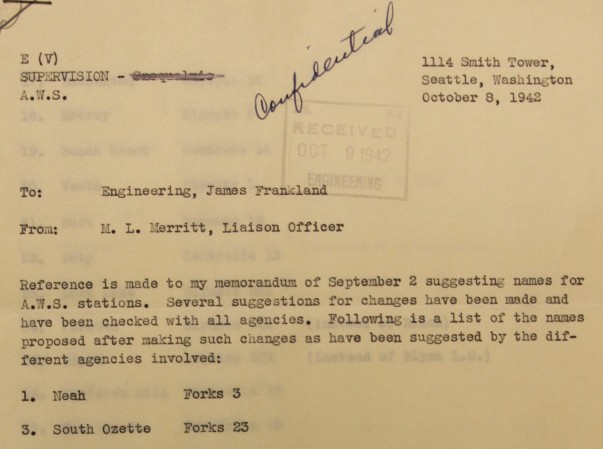 E (V)
SUPERVISION - Snoqualmie
A.W.S.
Confidential
1114 Smith Tower,
Seattle, Washington
October 8, 1942
RECEIVED
OCT 9 1942
ENGINEERING
To: Engineering, James Frankland
From: M. L. Merritt, Liaison Officer
Reference is made to my memorandum of September 2 suggesting names for
A.W.S. stations. Several suggestions for changes have been made and
have been checked with all agencies. Following is a list of the names
proposed after making such changes as have been suggested by the dif-
ferent agencies involved:
1. Neah Forks 3
3. South Ozette Forks 23